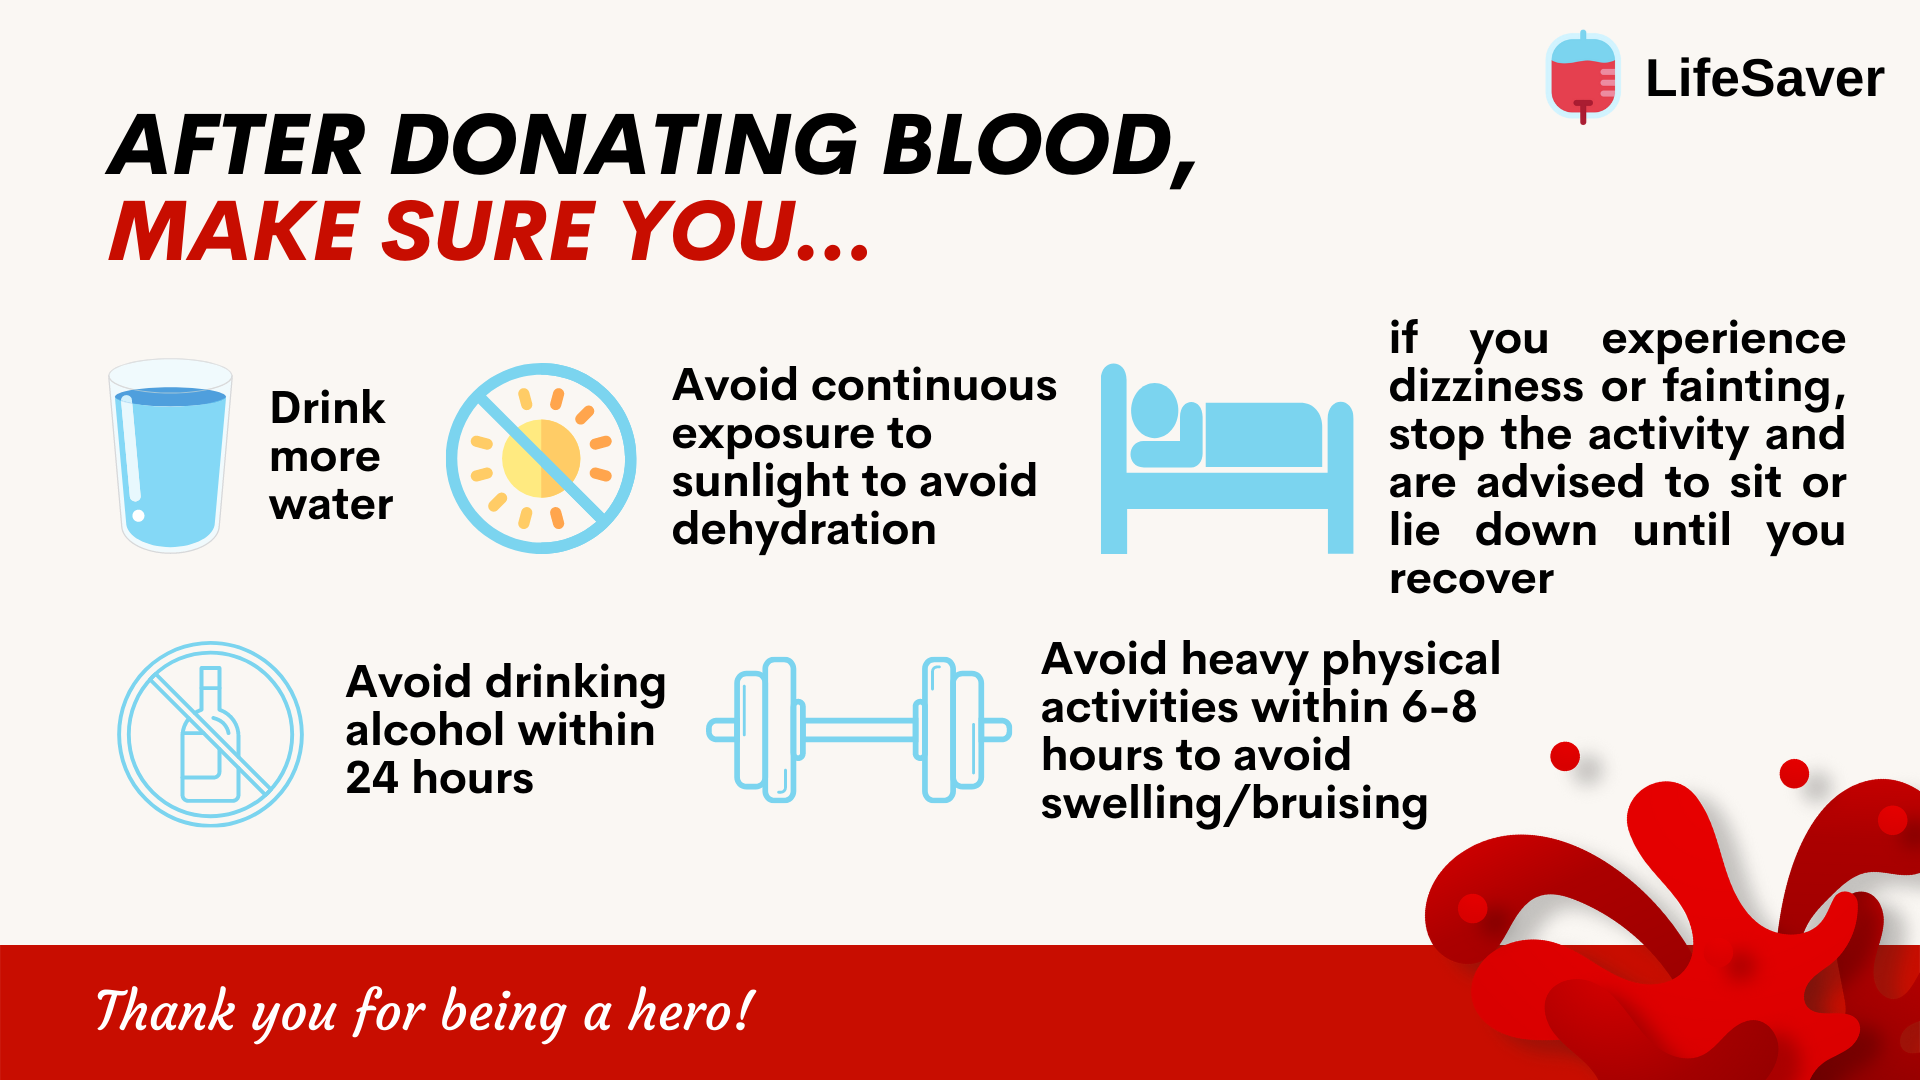 LifeSaver
AFTER DONATING BLOOD,
MAKE SURE YOU...
Drink
more
water
Avoid continuous
exposure to
sunlight to avoid
dehydration
if you experience
dizziness or fainting,
stop the activity and
are advised to sit or
lie down until you
recover
Avoid drinking
alcohol within
24 hours
Avoid heavy physical
activities within 6-8
hours to avoid
swelling/bruising
Thank you for being a hero!